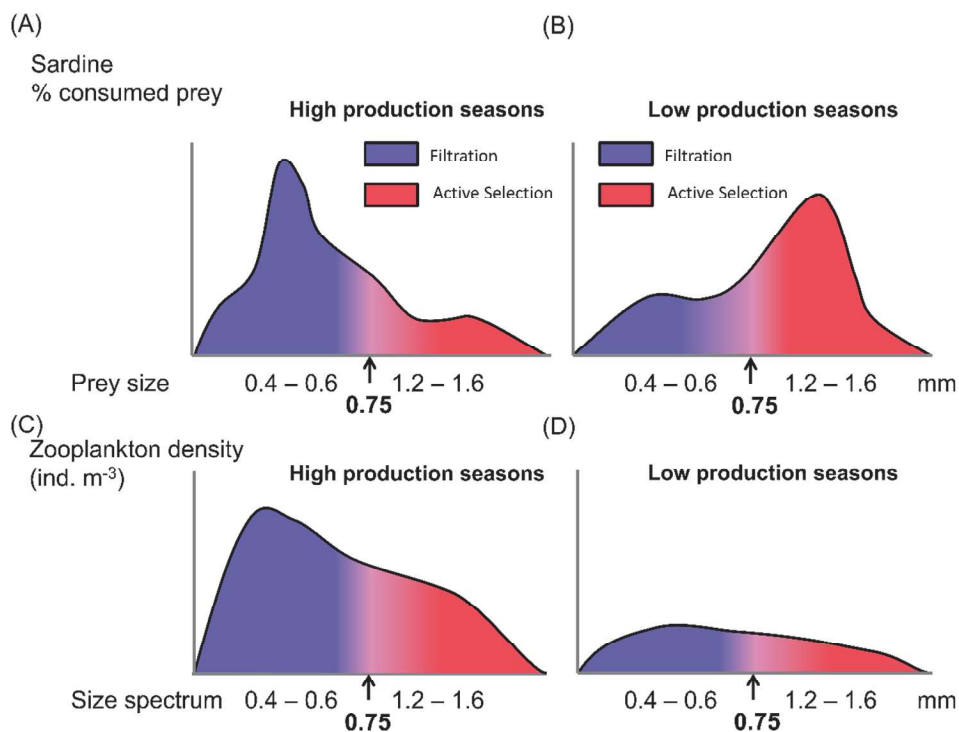 (A)
(B)
Sardine
% consumed prey
High production seasons
Low production seasons
Filtration
Filtration
Active Selection
Active Selection
Prey size
0.4 – 0.6
1.2 – 1.6
0.4 – 0.6
1.2 – 1.6
mm
0.75
0.75
(C)
(D)
Zooplankton density
(ind. m-3)
High production seasons
Low production seasons
Size spectrum
0.4 – 0.6
1.2 – 1.6
0.4 – 0.6
1.2 – 1.6
mm
0.75
0.75